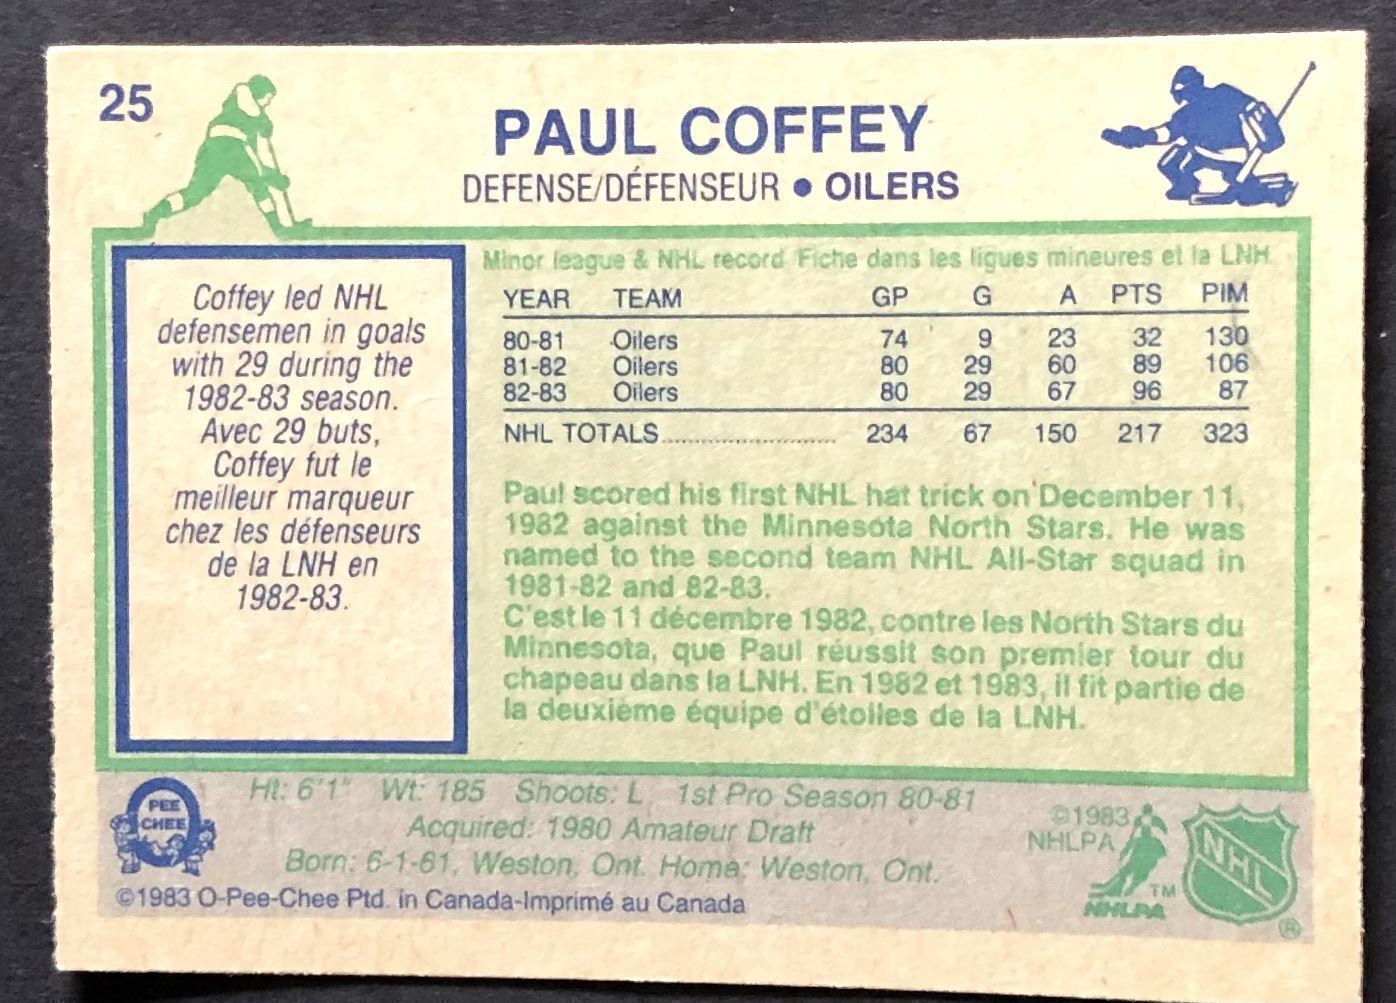 25
PAUL COFFEY
DEFENSE/DÉFENSEUR • OILERS
Coffey led NHL
defensemen in goals
with 29 during the
1982-83 season.
Avec 29 buts,
Coffey fut le
meilleur marqueur
chez les défenseurs
de la LNH en
1982-83.
Minor league & NHL record Fiche dans les ligues mineures et la LNH
YEAR TEAM GP G A PTS PIM
80-81 Oilers 74 9 23 32 130
81-82 Oilers 80 29 60 89 106
82-83 Oilers 80 29 67 96 87
NHL TOTALS............................ 234 67 150 217 323
Paul scored his first NHL hat trick on December 11,
1982 against the Minnesota North Stars. He was
named to the second team NHL All-Star squad in
1981-82 and 82-83.
C'est le 11 décembre 1982, contre les North Stars du
Minnesota, que Paul réussit son premier tour du
chapeau dans la LNH. En 1982 et 1983, il fit partie de
la deuxième équipe d'étoiles de la LNH.
O PEE CHEE
Ht: 6'1" Wt: 185 Shoots: L 1st Pro Season 80-81
Acquired: 1980 Amateur Draft
Born: 6-1-61, Weston, Ont. Home: Weston, Ont.
©1983 O-Pee-Chee Ptd. in Canada-Imprimé au Canada
©1983
NHLPA
TM
NHLPA
NHL
®